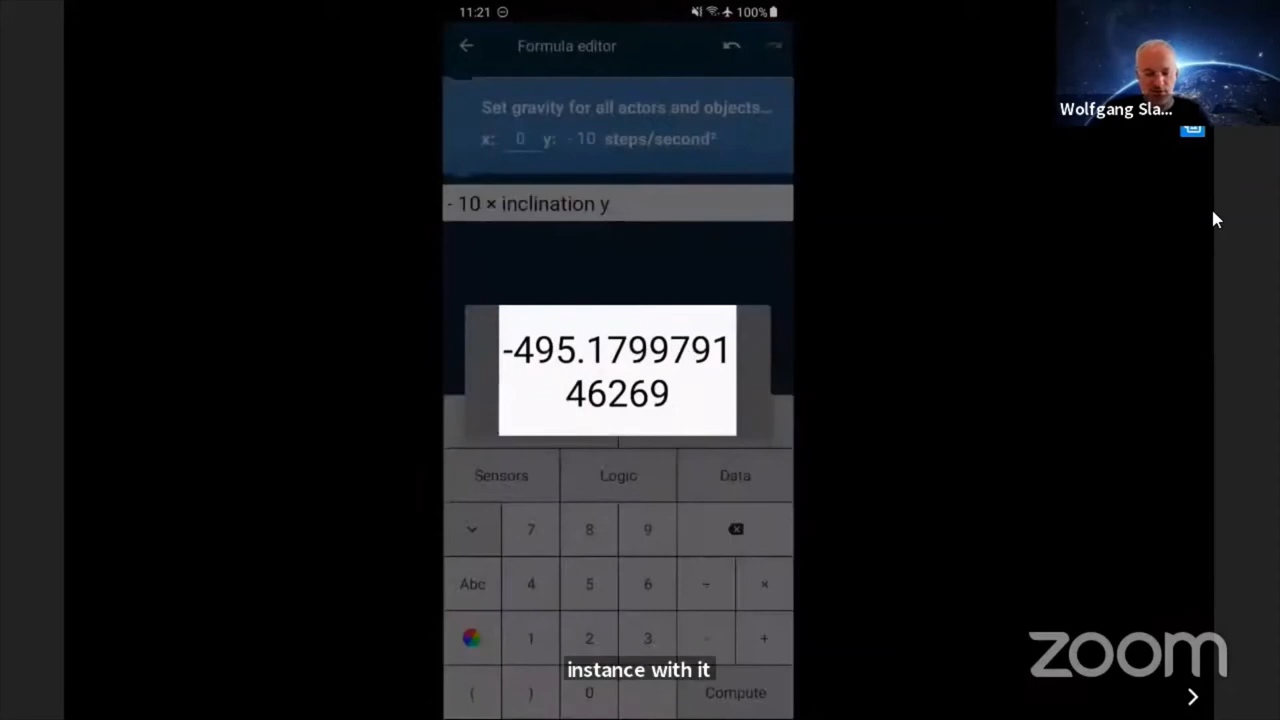 11:21
100%
Formula editor
Set gravity for all actors and objects...
x: 0 y: - 10 steps/second²
- 10 × inclination y
-495.1799791
46269
Sensors
Logic
Data
7
8
9
Abc
4
5
6
÷
×
1
2
3
-
+
(
)
0
Compute
instance with it
Wolfgang Sla...
zoom